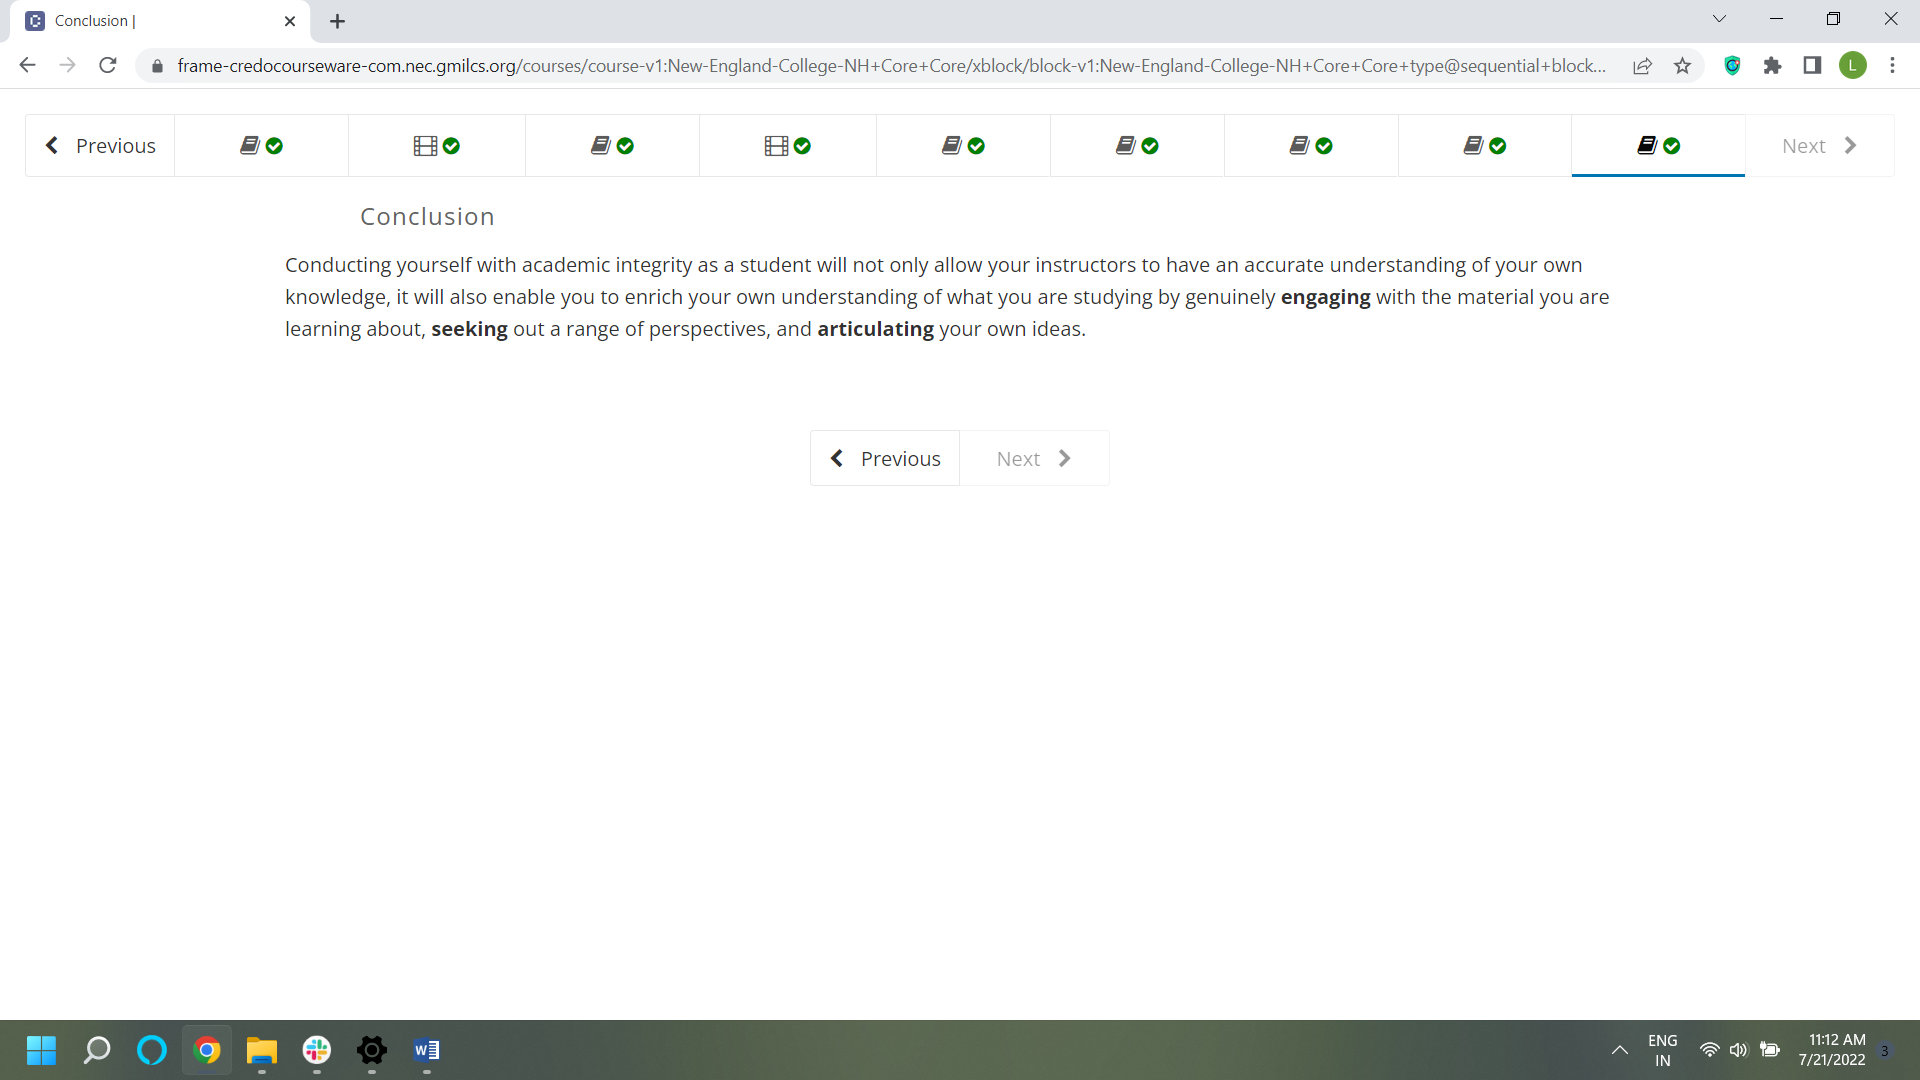 Conclusion |
frame-credocourseware-com.nec.gmilcs.org/courses/course-v1:New-England-College-NH+Core+Core/xblock/block-v1:New-England-College-NH+Core+Core+type@sequential+block...
L
Previous
Next
Conclusion
Conducting yourself with academic integrity as a student will not only allow your instructors to have an accurate understanding of your own
knowledge, it will also enable you to enrich your own understanding of what you are studying by genuinely engaging with the material you are
learning about, seeking out a range of perspectives, and articulating your own ideas.
Previous Next
ENG 11:12 AM
IN 7/21/2022 3